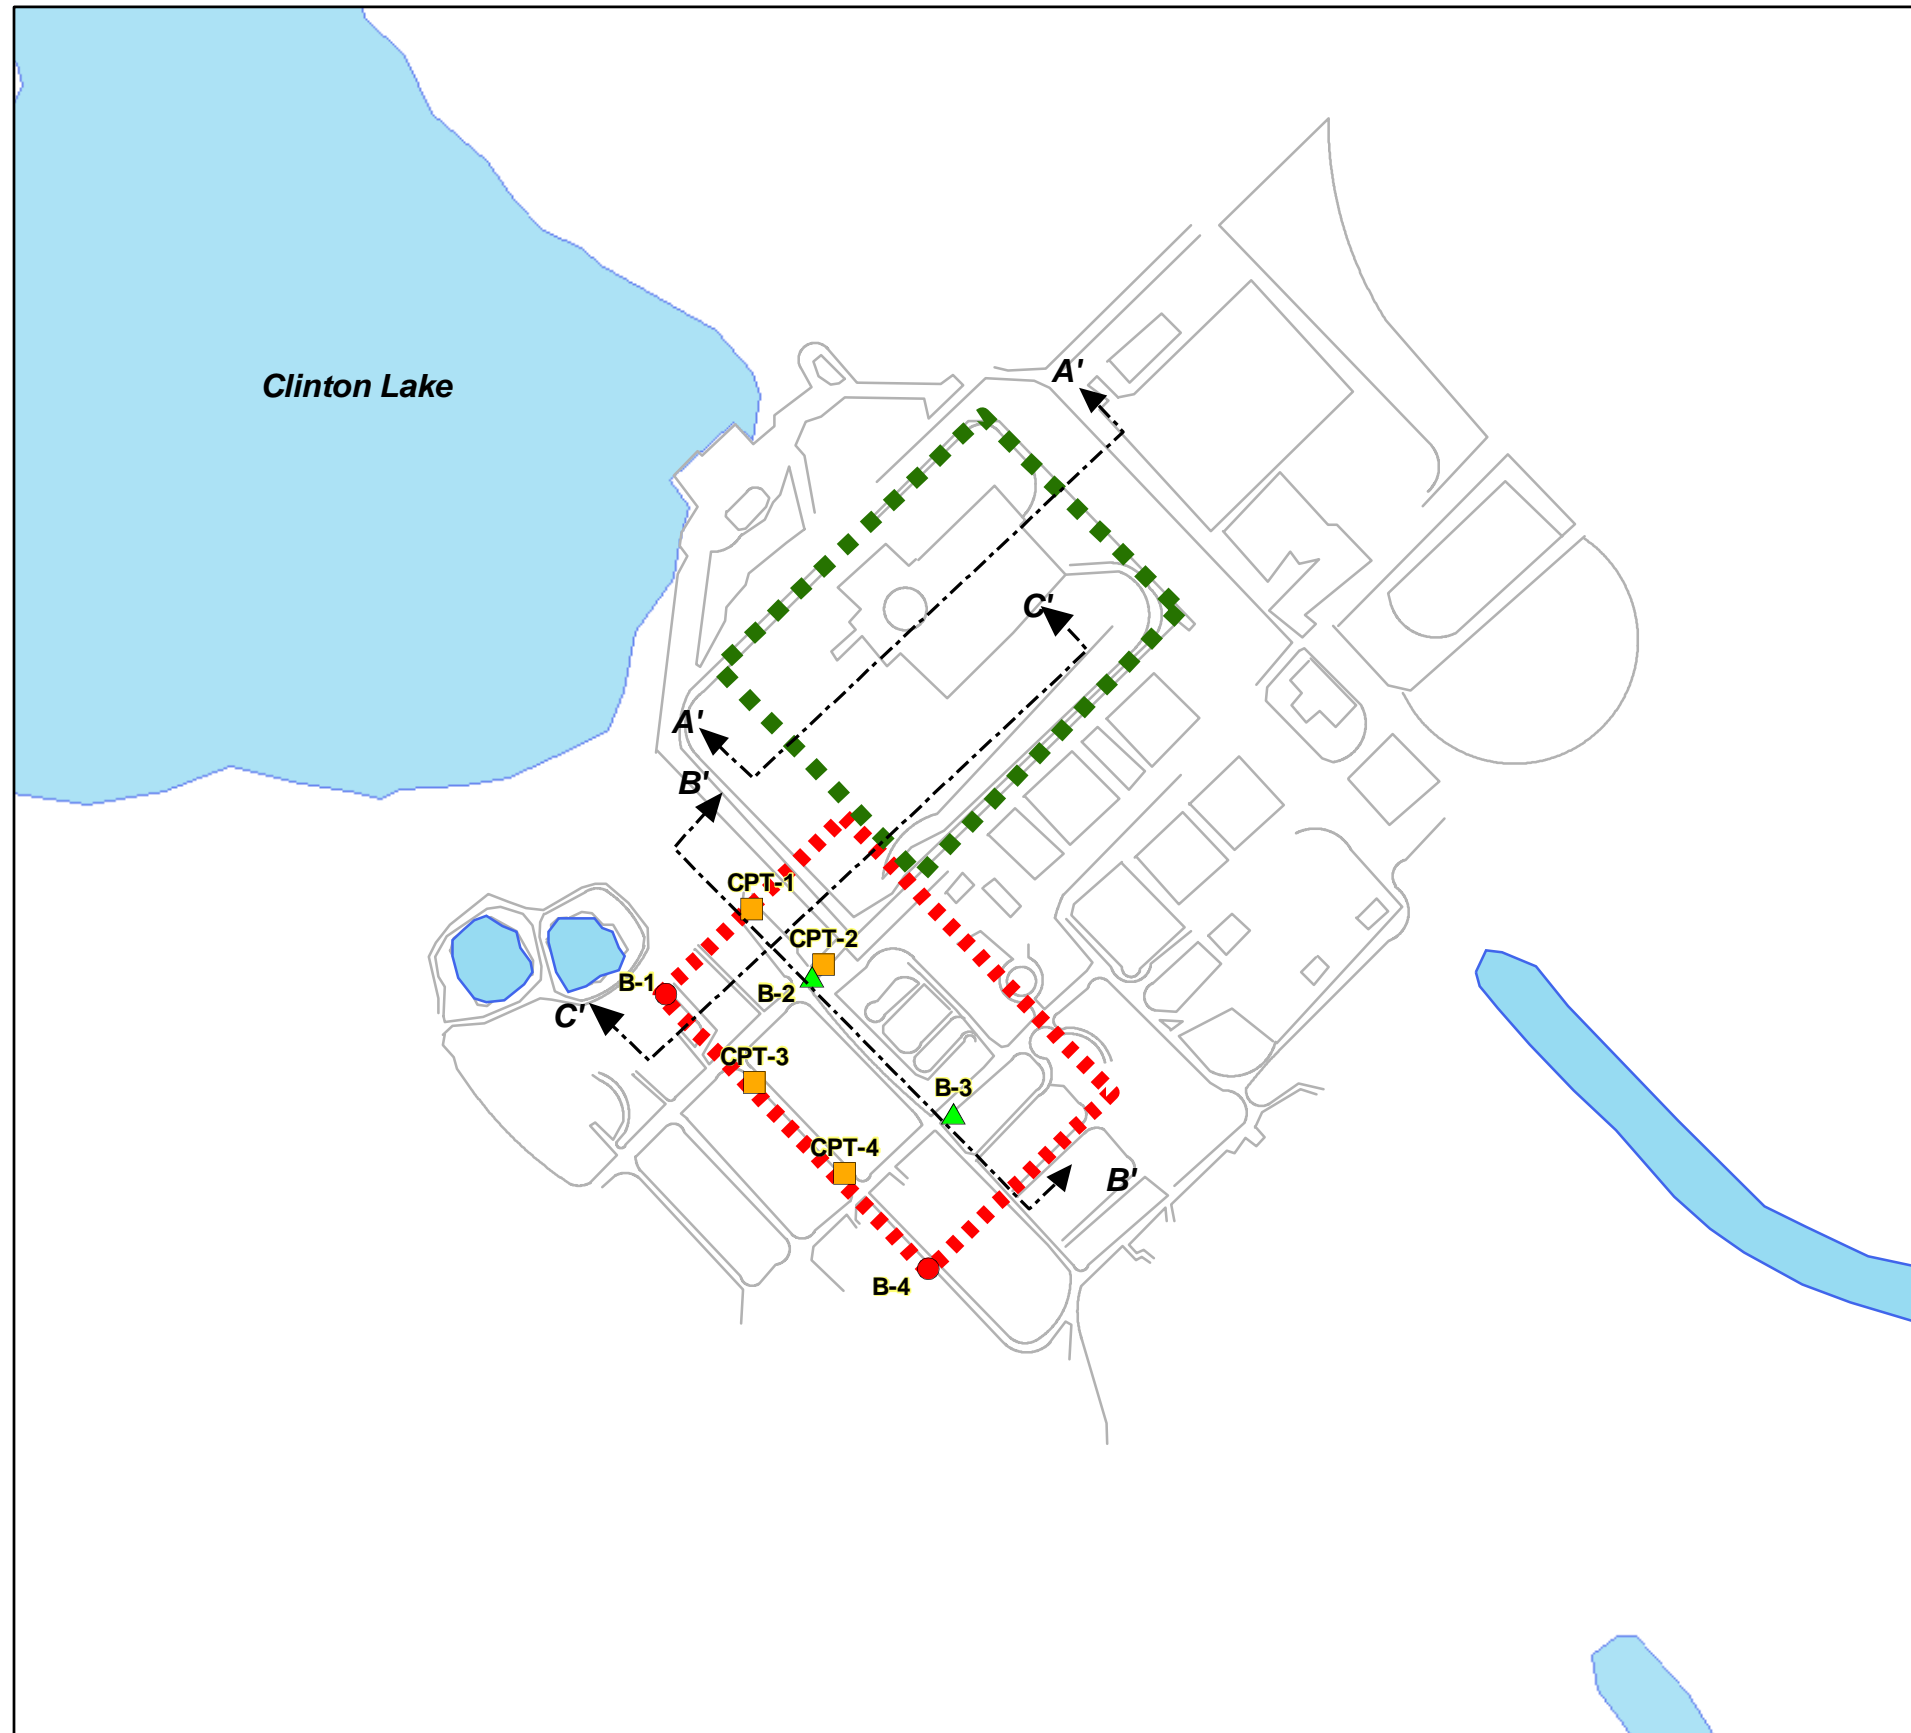 A'
Clinton Lake
C'
A'
B'
CPT-1
CPT-2
B-1
B-2
C'
CPT-3
B-3
CPT-4
B'
B-4